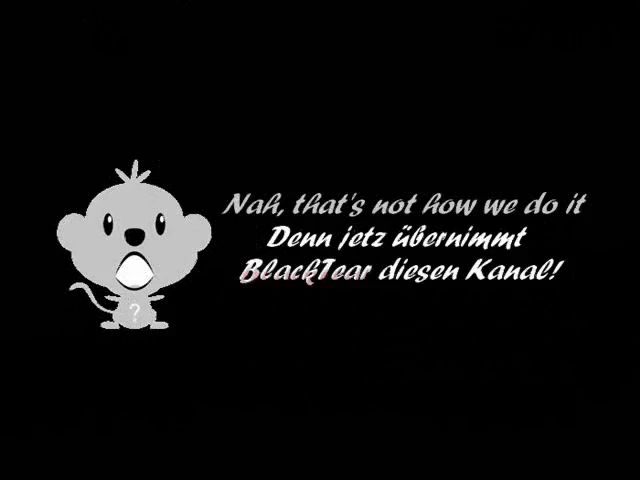 Nah, that's not how we do it
Denn jetz übernimmt
BlackTear diesen Kanal!
?